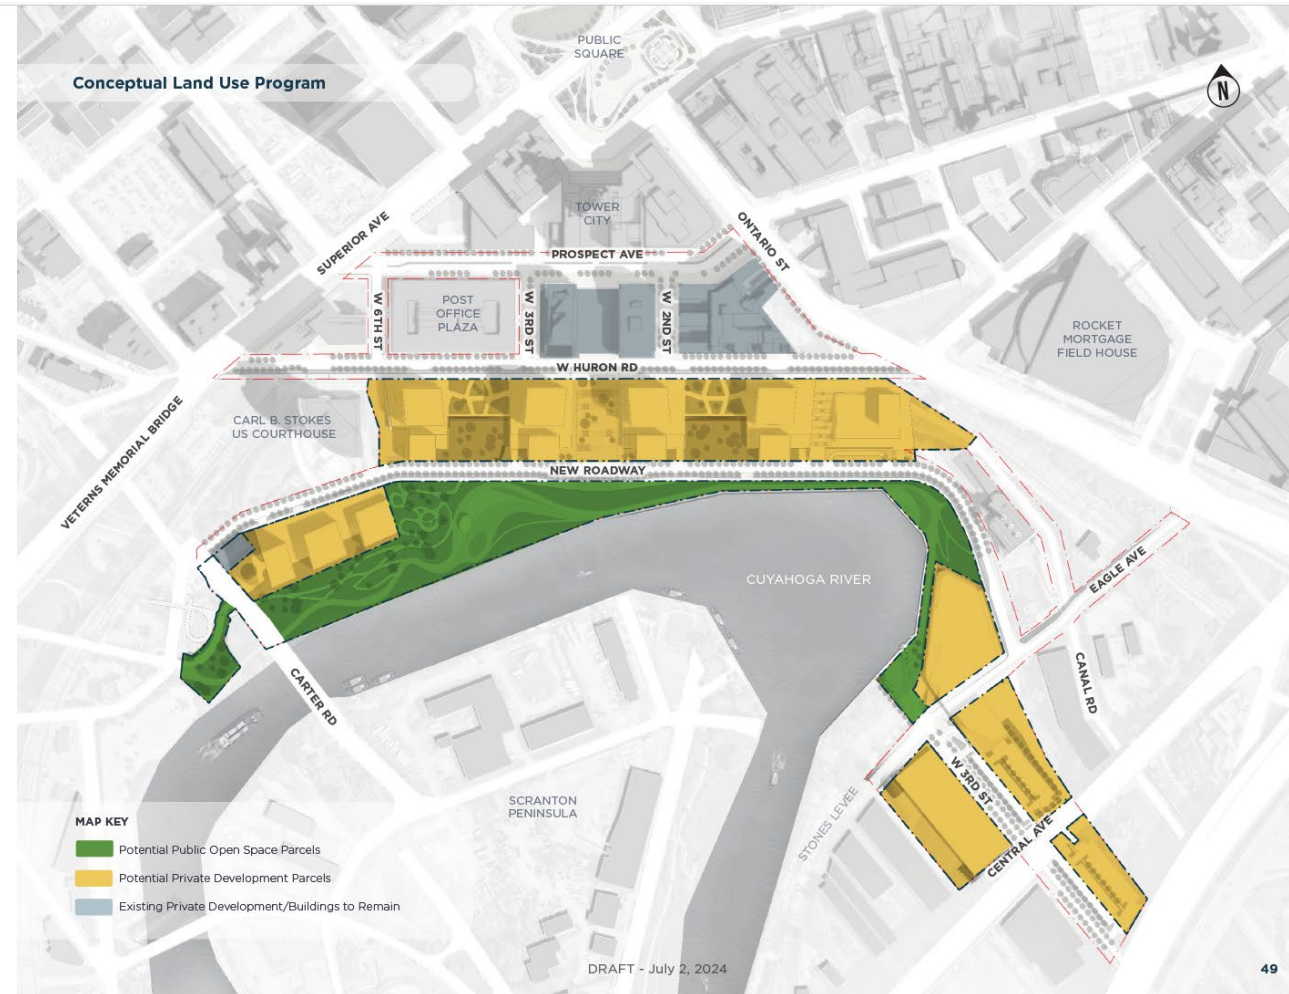 PUBLIC
SQUARE
Conceptual Land Use Program
N
TOWER
CITY
SUPERIOR AVE
ONTARIO ST
PROSPECT AVE
W 6TH ST
POST
OFFICE
PLAZA
W 3RD ST
W 2ND ST
ROCKET
MORTGAGE
FIELD HOUSE
W HURON RD
CARL B. STOKES
US COURTHOUSE
VETERNS MEMORIAL BRIDGE
NEW ROADWAY
CUYAHOGA RIVER
EAGLE AVE
CARTER RD
CANAL RD
W 3RD ST
SCRANTON
PENINSULA
STONES LEVEE
CENTRAL AVE
MAP KEY
Potential Public Open Space Parcels
Potential Private Development Parcels
Existing Private Development/Buildings to Remain
DRAFT - July 2, 2024
49